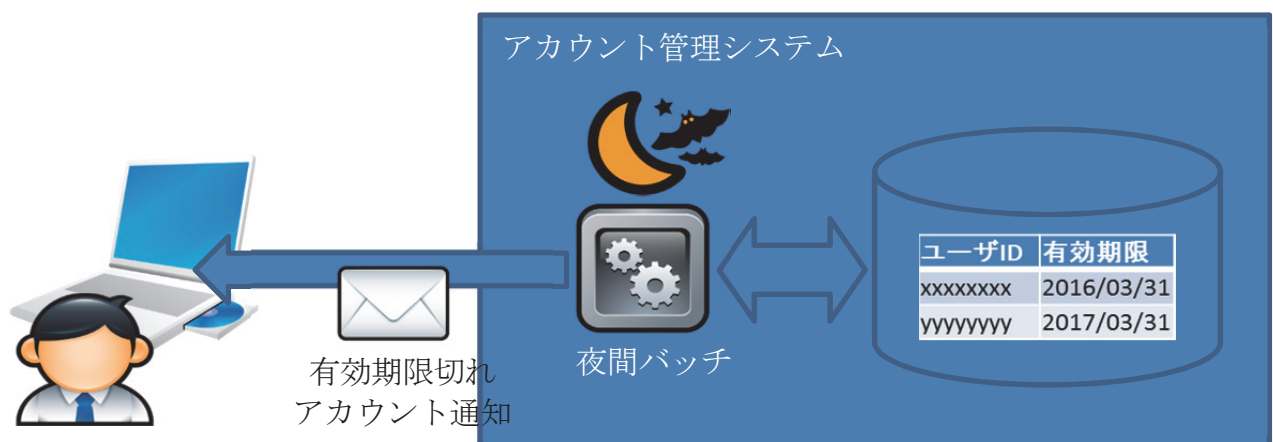 アカウント管理システム
ユーザID 有効期限
xxxxxxxx 2016/03/31
yyyyyyyy 2017/03/31
夜間バッチ
有効期限切れ
アカウント通知